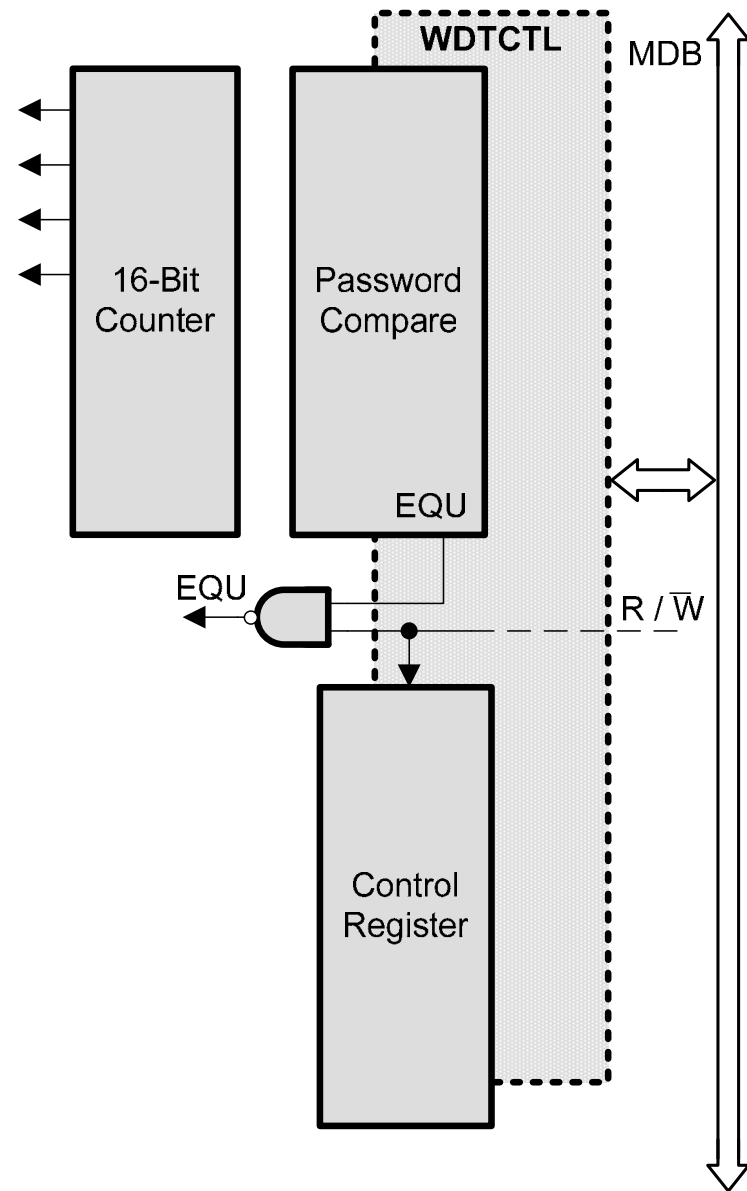 WDTCTL
MDB
16-Bit
Counter
Password
Compare
EQU
EQU
R / W̅
Control
Register